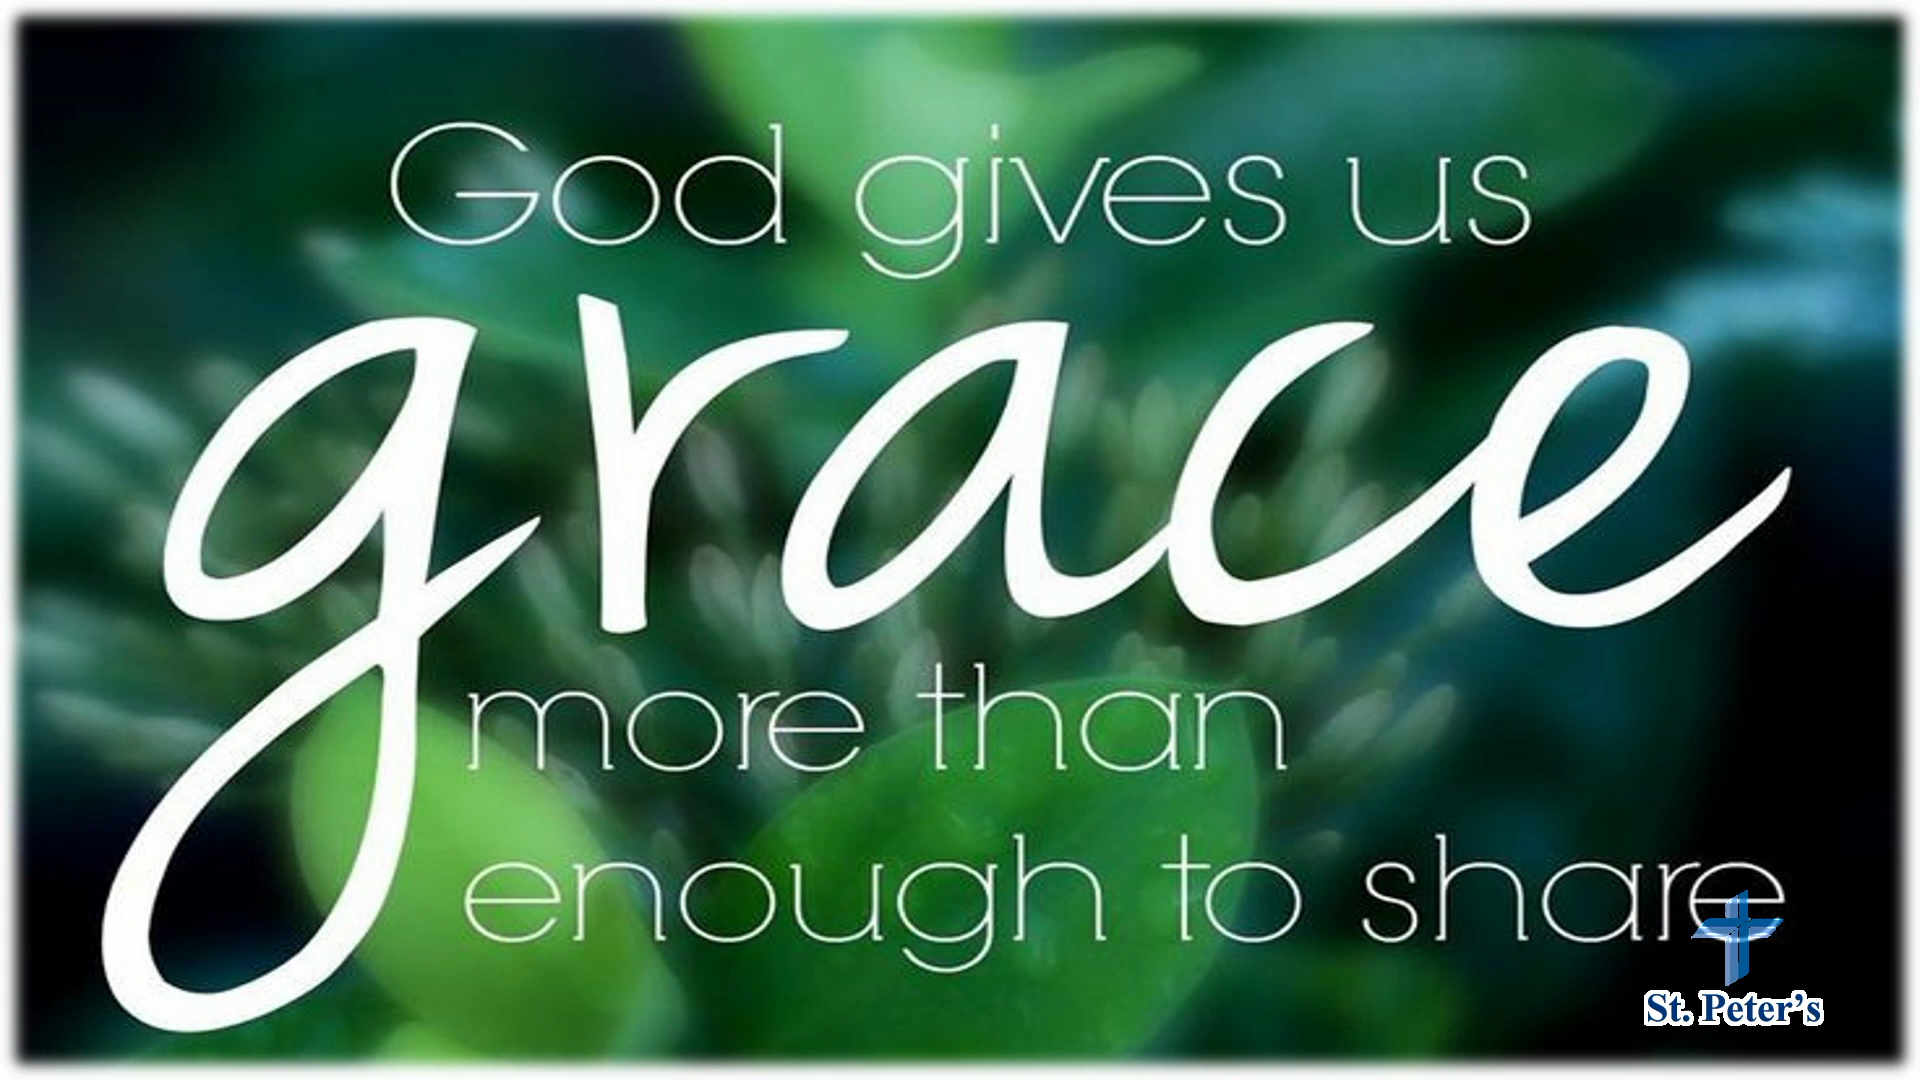 God gives us
grace
more than
enough to share
St. Peter's